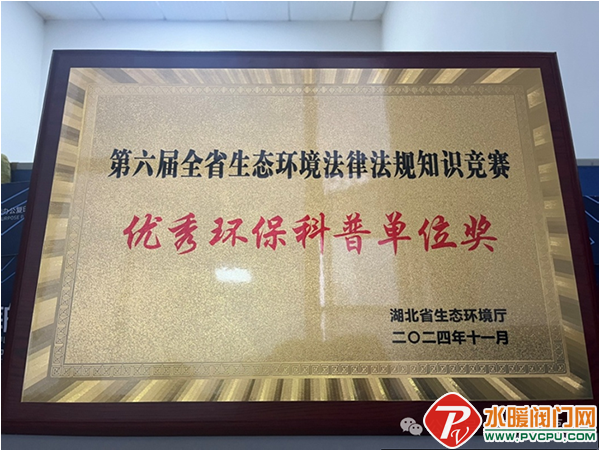 第六届全省生态环境法律法规知识竞赛
优秀环保科普单位奖
湖北省生态环境厅
二〇二四年十一月
水暖阀门网
WWW.PVCPU.COM